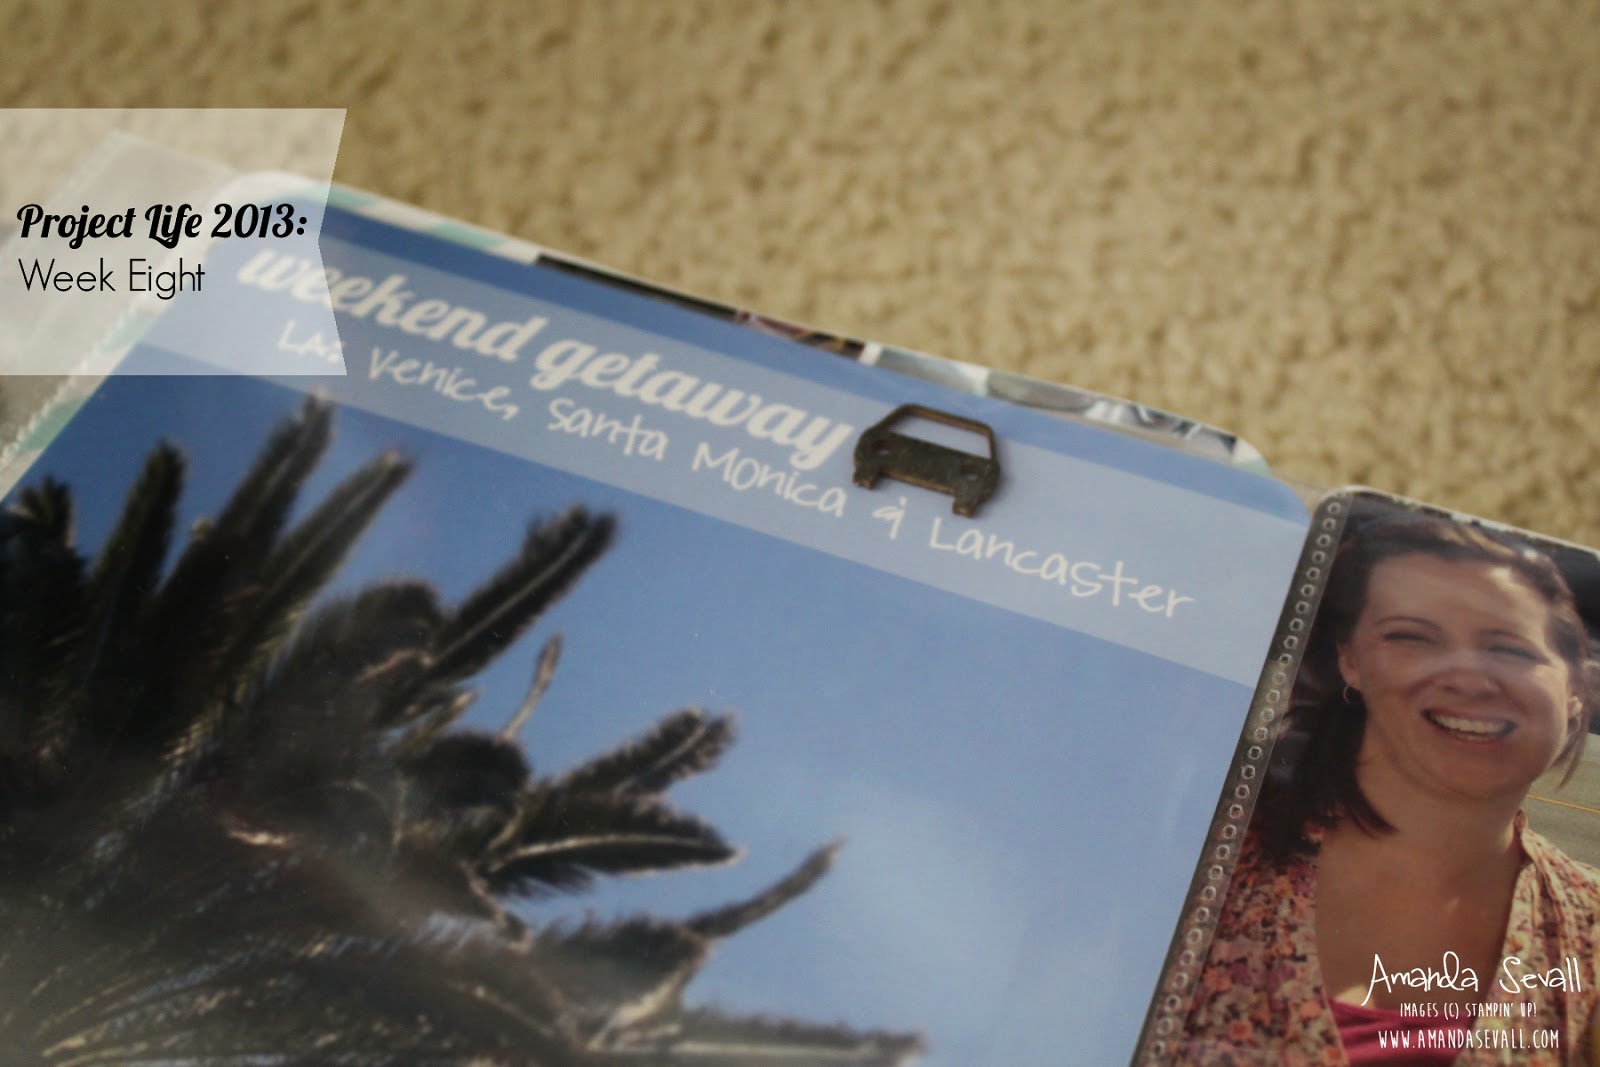 Project Life 2013:
Week Eight
weekend getaway
LA: Venice, Santa Monica & Lancaster
Amanda Sevall
IMAGES (C) STAMPIN' UP!
WWW.AMANDASEVALL.COM